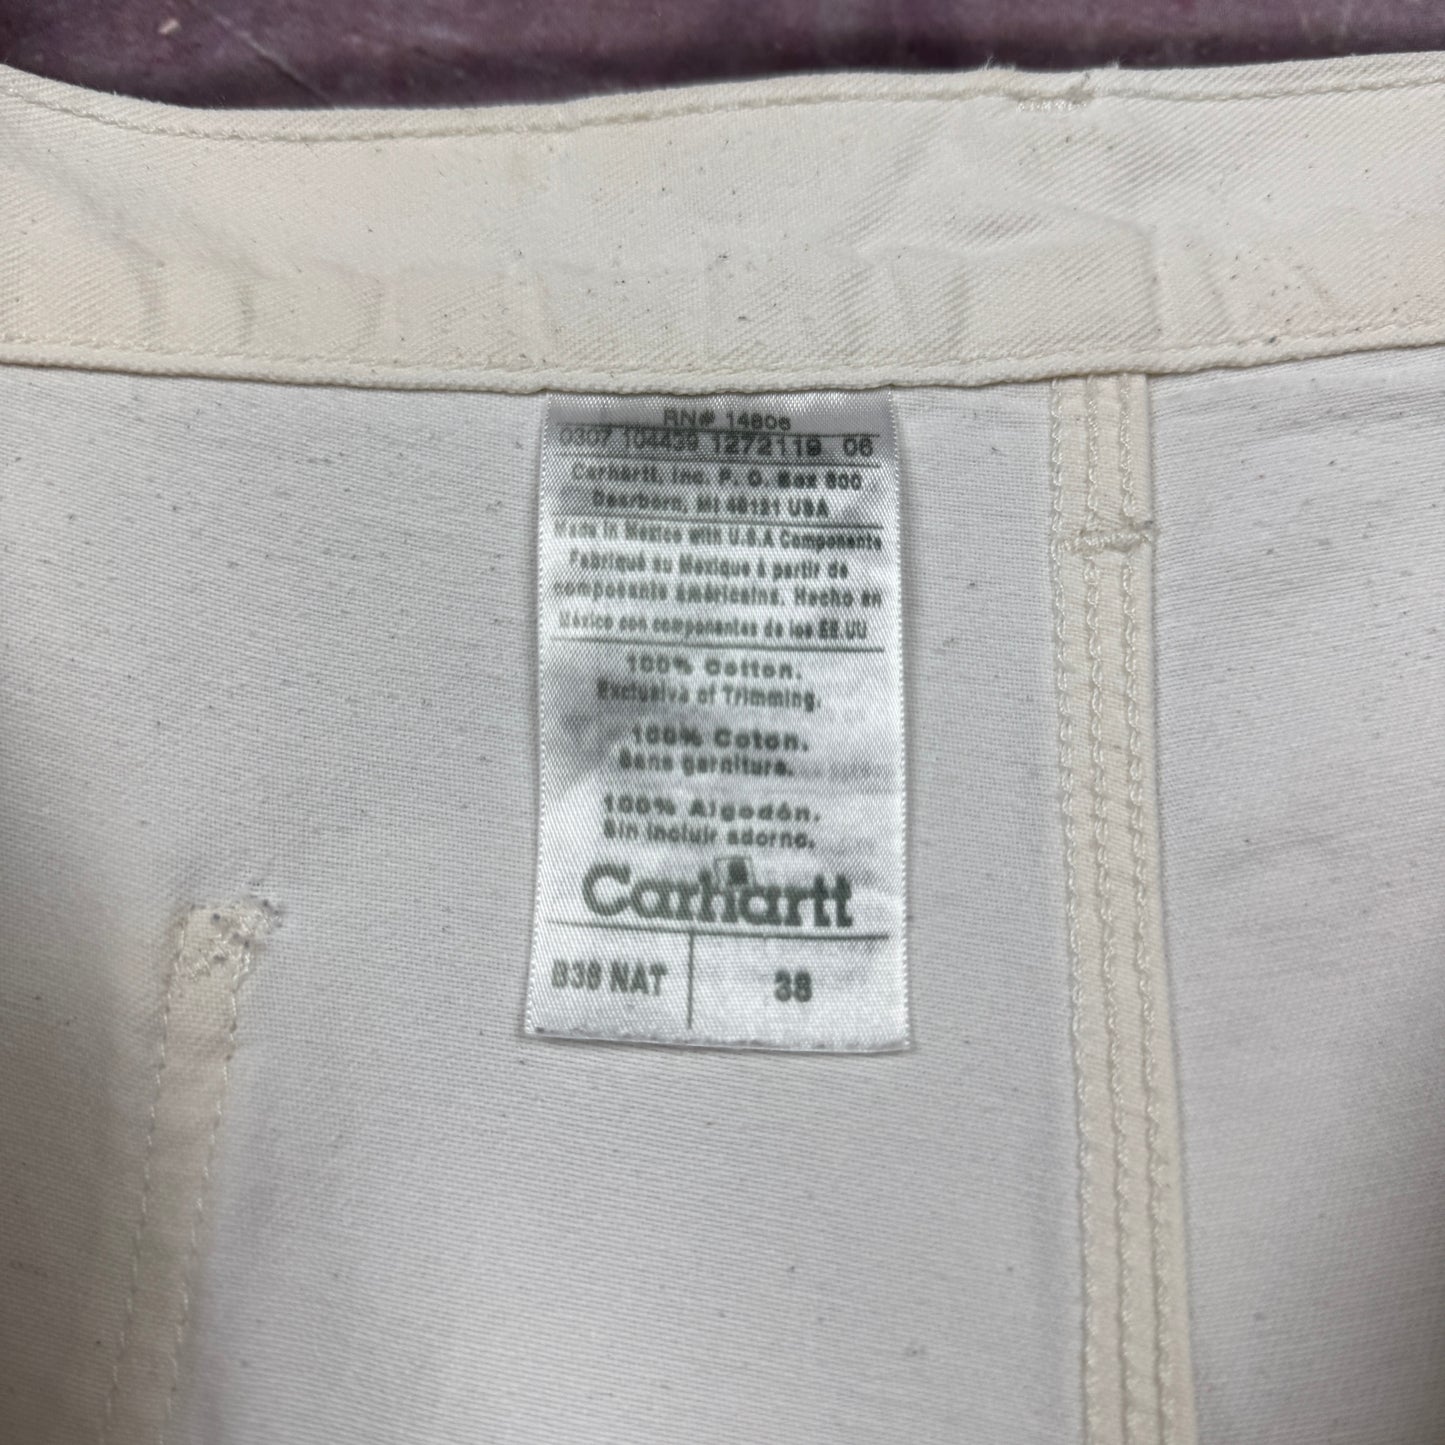 RN# 14806
0307 104439 1272119 06
Carhartt, Inc. P. O. Box 600
Dearborn, MI 48121 USA
Made in Mexico with U.S.A Components
Fabriqué au Mexique à partir de
composants américains. Hecho en
México con componentes de los EE.UU
100% Cotton.
Exclusive of Trimming.
100% Coton.
Sans garniture.
100% Algodón.
Sin incluir adorno.
Carhartt
NAT 38